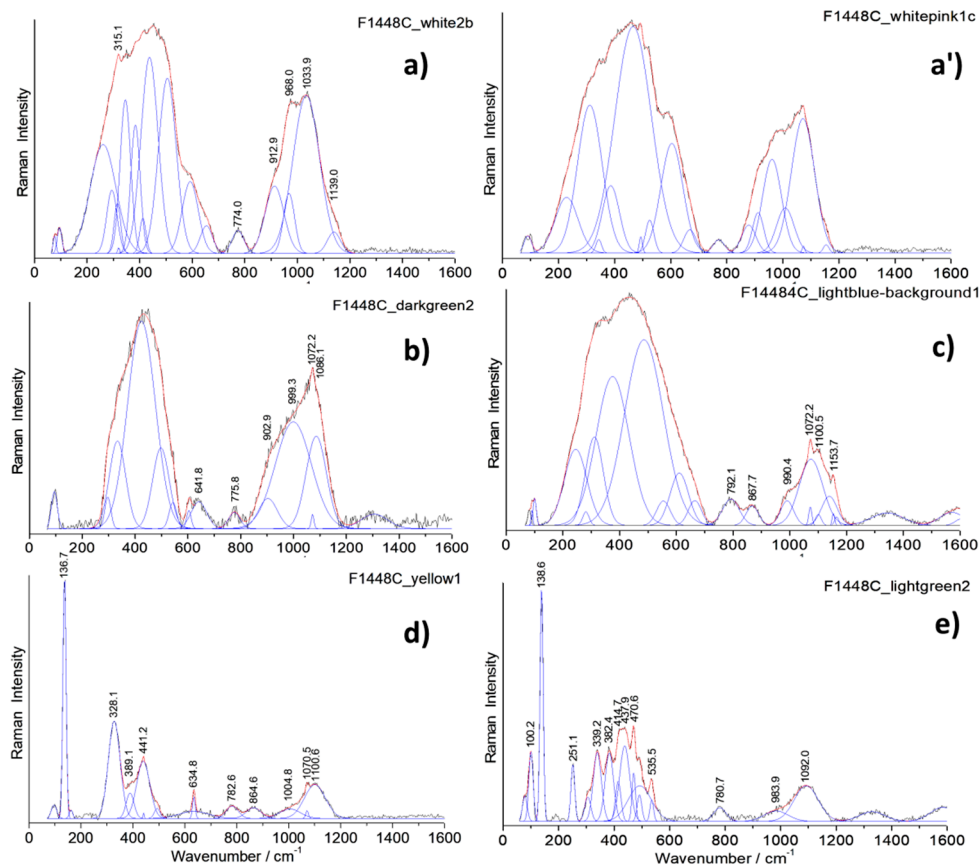 F1448C_white2b
a)
Raman Intensity
315.1
912.9
968.0
1033.9
1139.0
774.0
0 200 400 600 800 1000 1200 1400 1600
F1448C_whitepink1c
a')
Raman Intensity
0 200 400 600 800 1000 1200 1400 1600
F1448C_darkgreen2
b)
Raman Intensity
641.8
775.8
902.9
999.3
1072.2
1086.1
0 200 400 600 800 1000 1200 1400 1600
F14484C_lightblue-background1
c)
Raman Intensity
792.1
867.7
990.4
1072.2
1100.5
1153.7
0 200 400 600 800 1000 1200 1400 1600
F1448C_yellow1
d)
Raman Intensity
136.7
328.1
389.1
441.2
634.8
782.6
864.6
1004.8
1070.5
1100.6
0 200 400 600 800 1000 1200 1400 1600
Wavenumber / cm⁻¹
F1448C_lightgreen2
e)
Raman Intensity
100.2
138.6
251.1
339.2
382.4
414.7
437.9
470.6
535.5
780.7
983.9
1092.0
0 200 400 600 800 1000 1200 1400 1600
Wavenumber / cm⁻¹